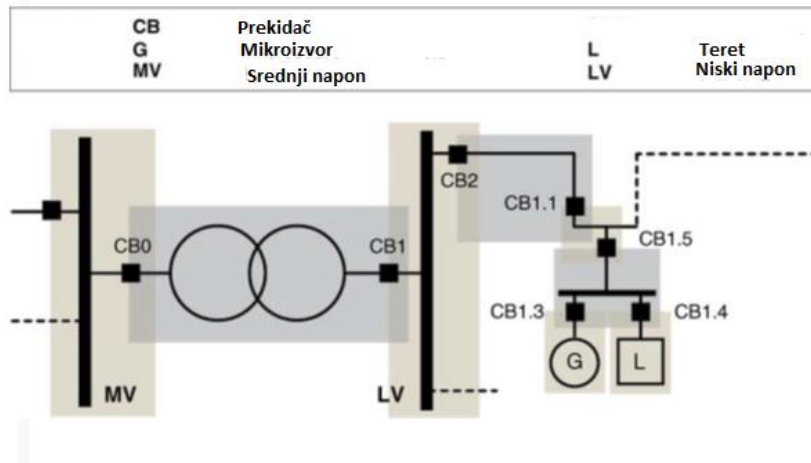 CB Prekidač
G Mikroizvor L Teret
MV Srednji napon LV Niski napon
CB2
CB1.1
CB0 CB1 CB1.5
CB1.3 CB1.4
G L
MV LV